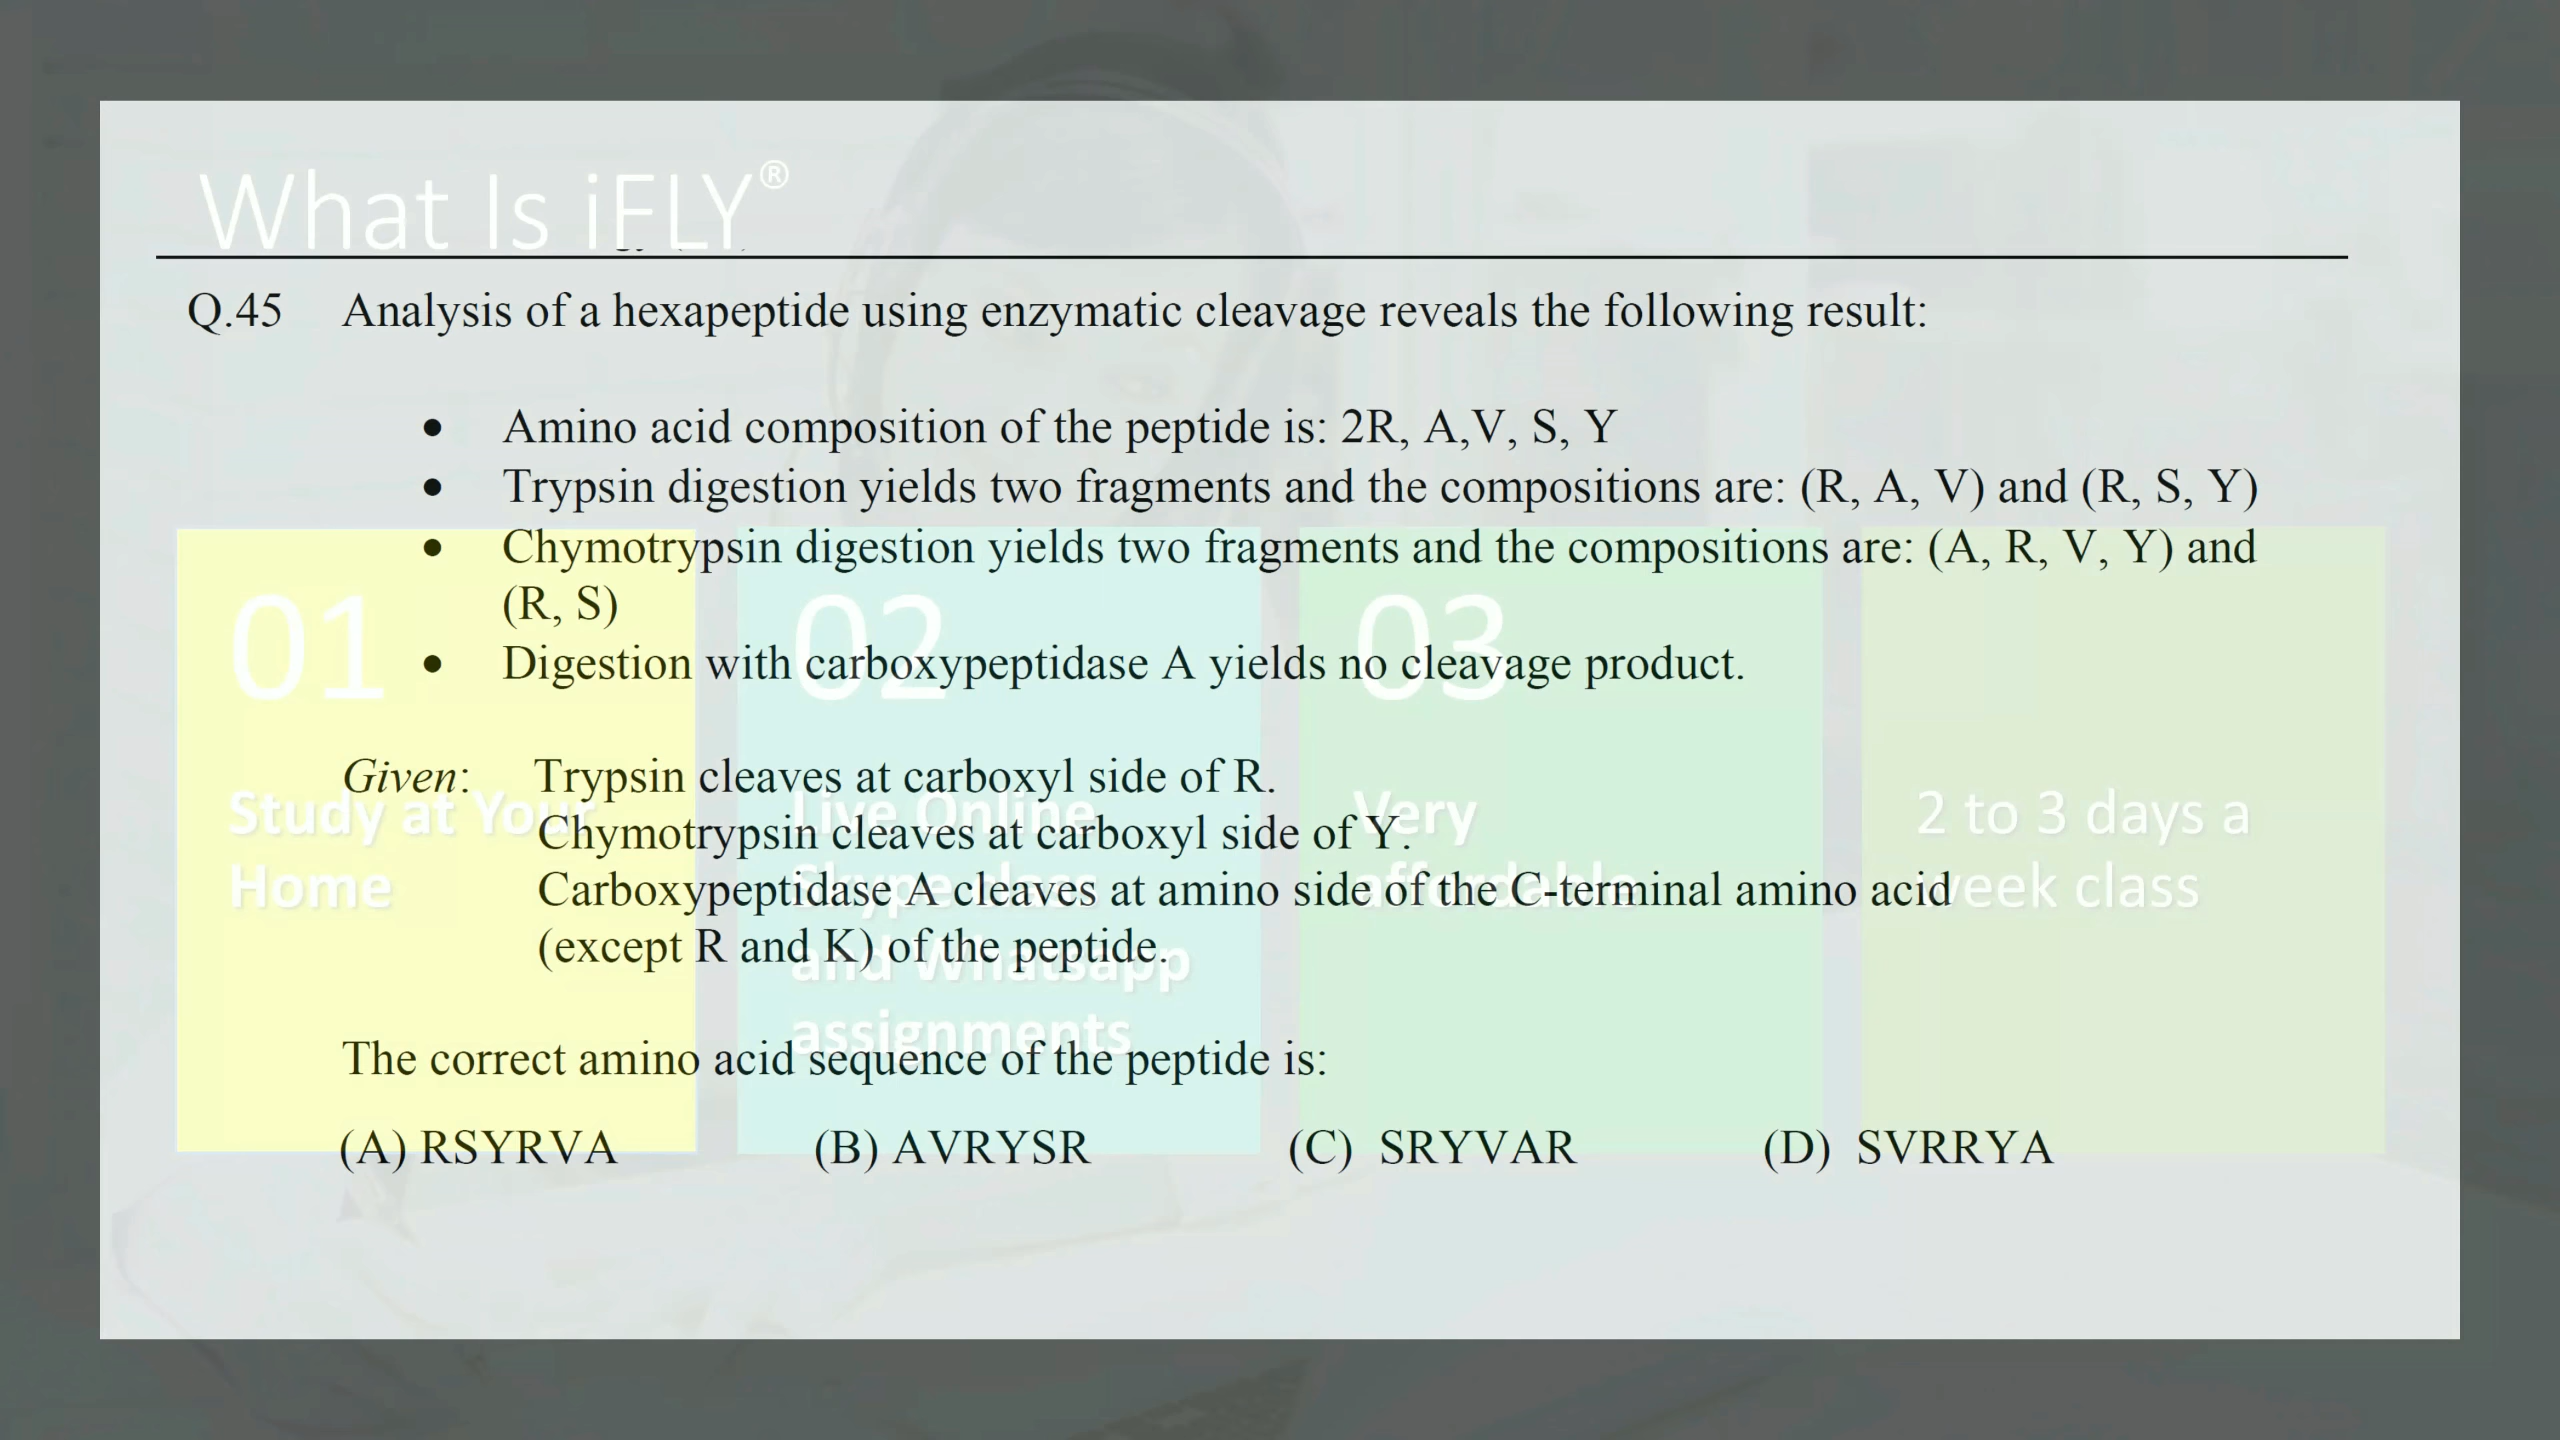 What Is iFLY®
Q.45 Analysis of a hexapeptide using enzymatic cleavage reveals the following result:
• Amino acid composition of the peptide is: 2R, A,V, S, Y
• Trypsin digestion yields two fragments and the compositions are: (R, A, V) and (R, S, Y)
• Chymotrypsin digestion yields two fragments and the compositions are: (A, R, V, Y) and
(R, S)
• Digestion with carboxypeptidase A yields no cleavage product.
Given: Trypsin cleaves at carboxyl side of R.
Chymotrypsin cleaves at carboxyl side of Y.
Carboxypeptidase A cleaves at amino side of the C-terminal amino acid
(except R and K) of the peptide.
The correct amino acid sequence of the peptide is:
(A) RSYRVA (B) AVRYSR (C) SRYVAR (D) SVRRYA
01
Study at Your
Home
02
Live Online
Skype class
and Whatsapp
assignments
03
Very
affordable
2 to 3 days a
week class